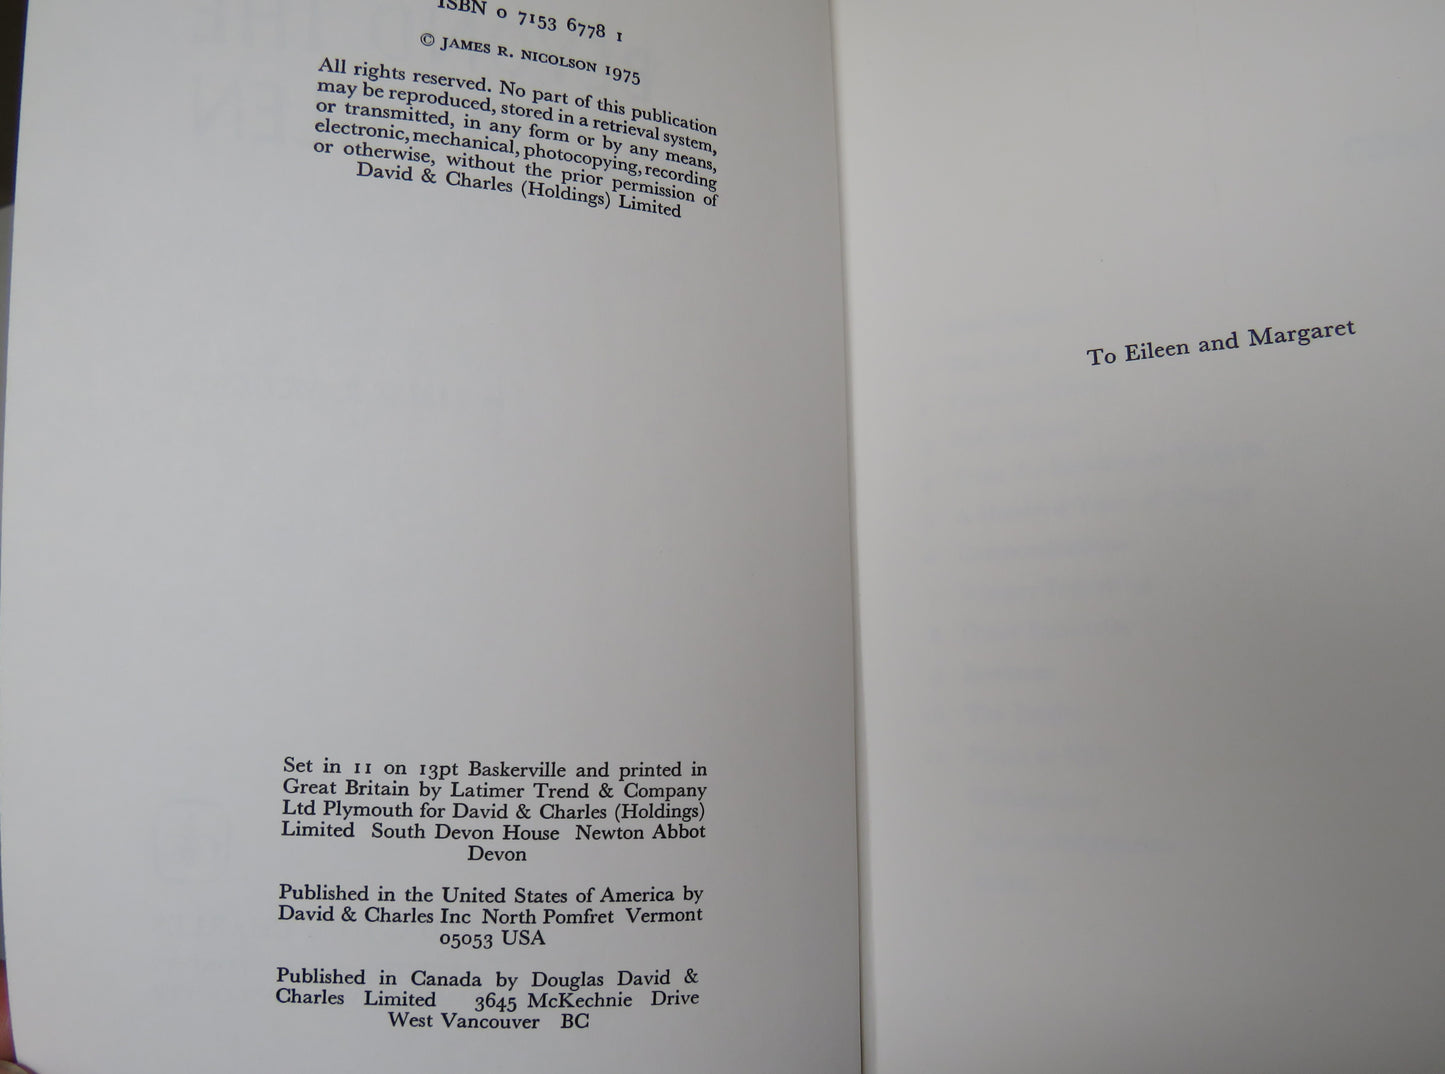 ISBN 0 7153 6778 1
© JAMES R. NICOLSON 1975
All rights reserved. No part of this publication
may be reproduced, stored in a retrieval system,
or transmitted, in any form or by any means,
electronic, mechanical, photocopying, recording
or otherwise, without the prior permission of
David & Charles (Holdings) Limited
Set in 11 on 13pt Baskerville and printed in
Great Britain by Latimer Trend & Company
Ltd Plymouth for David & Charles (Holdings)
Limited South Devon House Newton Abbot
Devon
Published in the United States of America by
David & Charles Inc North Pomfret Vermont
05053 USA
Published in Canada by Douglas David &
Charles Limited 3645 McKechnie Drive
West Vancouver BC
To Eileen and Margaret